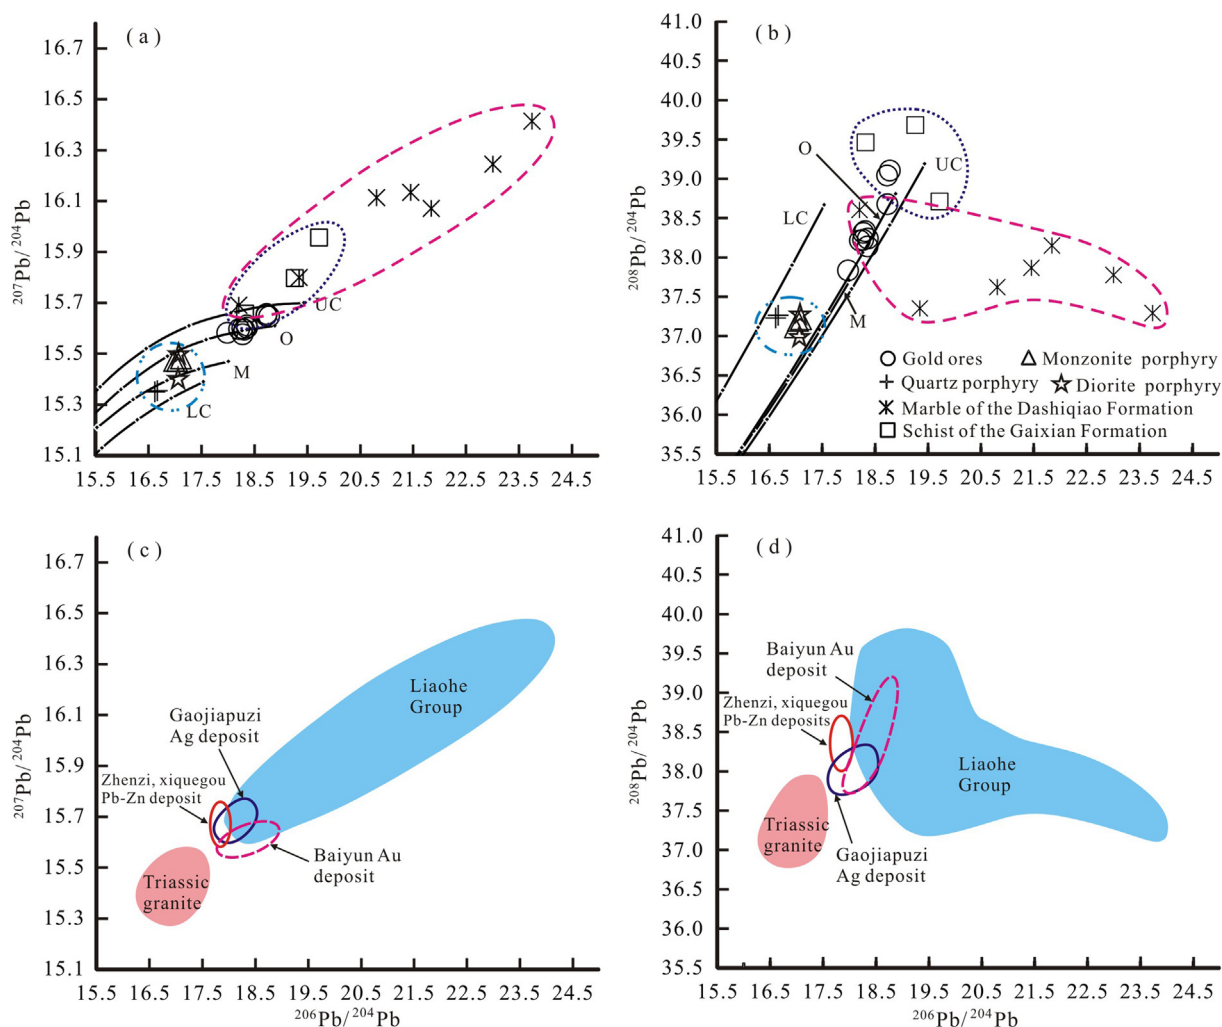 ( a )
16.7
16.5
16.3
16.1
15.9
15.7
15.5
15.3
15.1
207Pb/204Pb
UC
O
M
LC
15.5 16.5 17.5 18.5 19.5 20.5 21.5 22.5 23.5 24.5
( b )
41.0
40.5
40.0
39.5
39.0
38.5
38.0
37.5
37.0
36.5
36.0
35.5
208Pb/204Pb
O
UC
LC
M
Gold ores
Monzonite porphyry
Quartz porphyry
Diorite porphyry
Marble of the Dashiqiao Formation
Schist of the Gaixian Formation
15.5 16.5 17.5 18.5 19.5 20.5 21.5 22.5 23.5 24.5
( c )
16.7
16.5
16.3
16.1
15.9
15.7
15.5
15.3
15.1
207Pb/204Pb
Liaohe
Group
Gaojiapuzi
Ag deposit
Zhenzi, xiquegou
Pb-Zn deposit
Baiyun Au
deposit
Triassic
granite
15.5 16.5 17.5 18.5 19.5 20.5 21.5 22.5 23.5 24.5
206Pb/204Pb
( d )
41.0
40.5
40.0
39.5
39.0
38.5
38.0
37.5
37.0
36.5
36.0
35.5
208Pb/204Pb
Baiyun Au
deposit
Zhenzi, xiquegou
Pb-Zn deposits
Liaohe
Group
Triassic
granite
Gaojiapuzi
Ag deposit
15.5 16.5 17.5 18.5 19.5 20.5 21.5 22.5 23.5 24.5
206Pb/204Pb